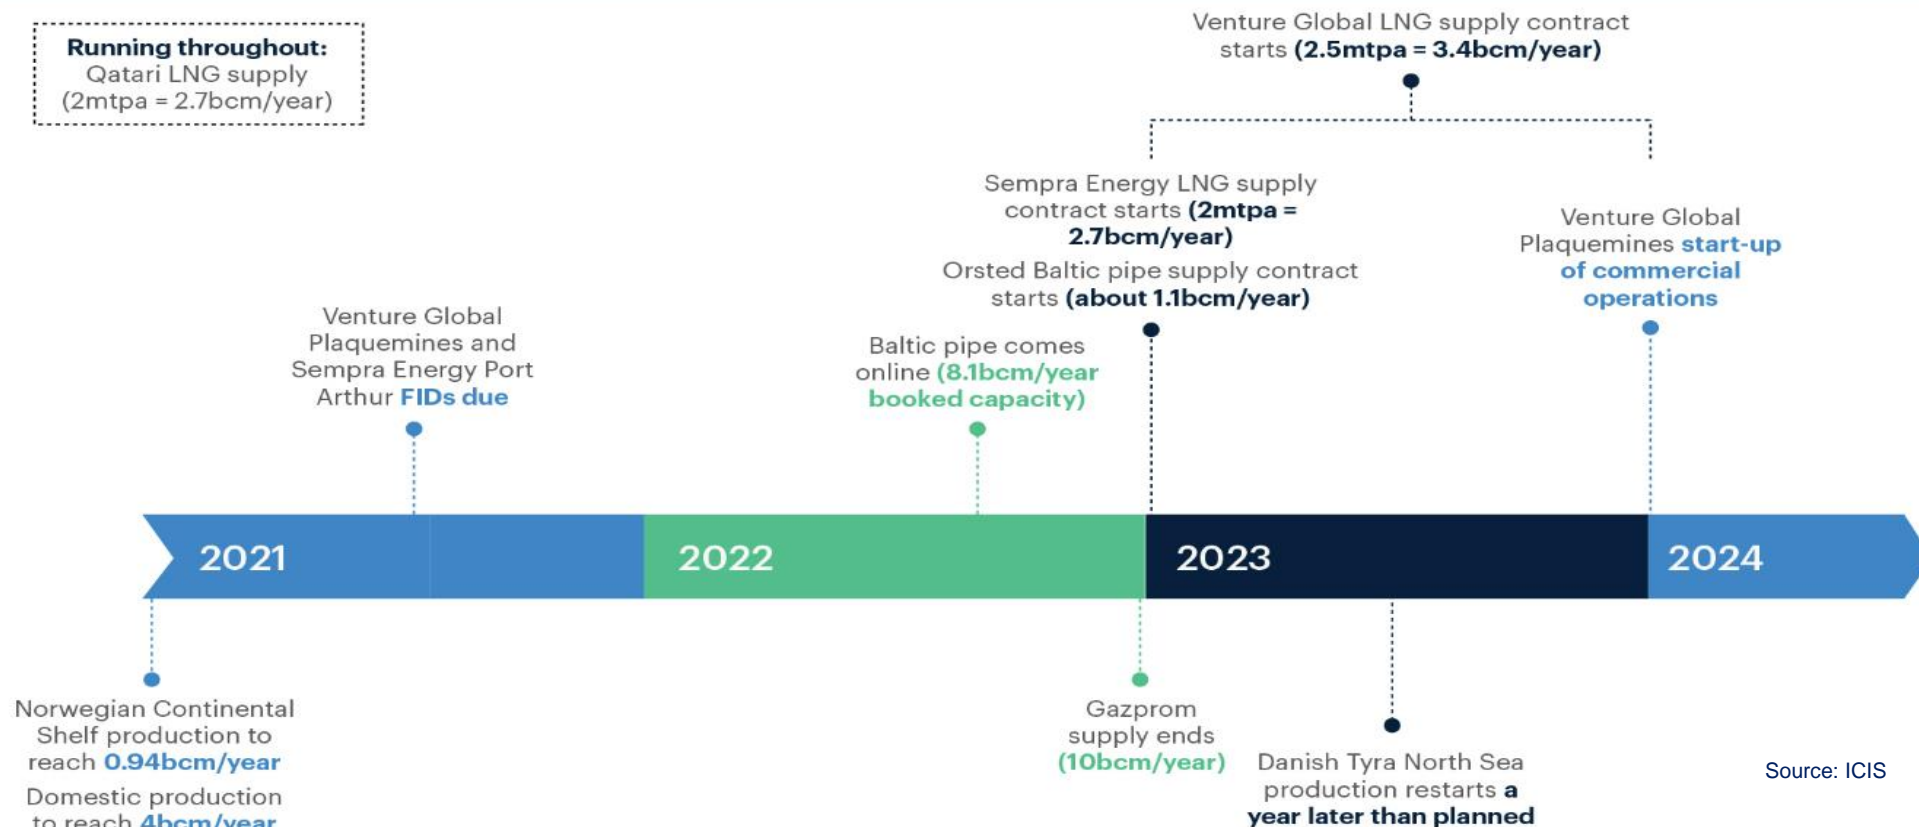 Running throughout:
Qatari LNG supply
(2mtpa = 2.7bcm/year)
Venture Global LNG supply contract
starts (2.5mtpa = 3.4bcm/year)
Sempra Energy LNG supply
contract starts (2mtpa =
2.7bcm/year)
Orsted Baltic pipe supply contract
starts (about 1.1bcm/year)
Venture Global
Plaquemines start-up
of commercial
operations
Venture Global
Plaquemines and
Sempra Energy Port
Arthur FIDs due
Baltic pipe comes
online (8.1bcm/year
booked capacity)
2021
2022
2023
2024
Norwegian Continental
Shelf production to
reach 0.94bcm/year
Domestic production
to reach 4bcm/year
Gazprom
supply ends
(10bcm/year)
Danish Tyra North Sea
production restarts a
year later than planned
Source: ICIS